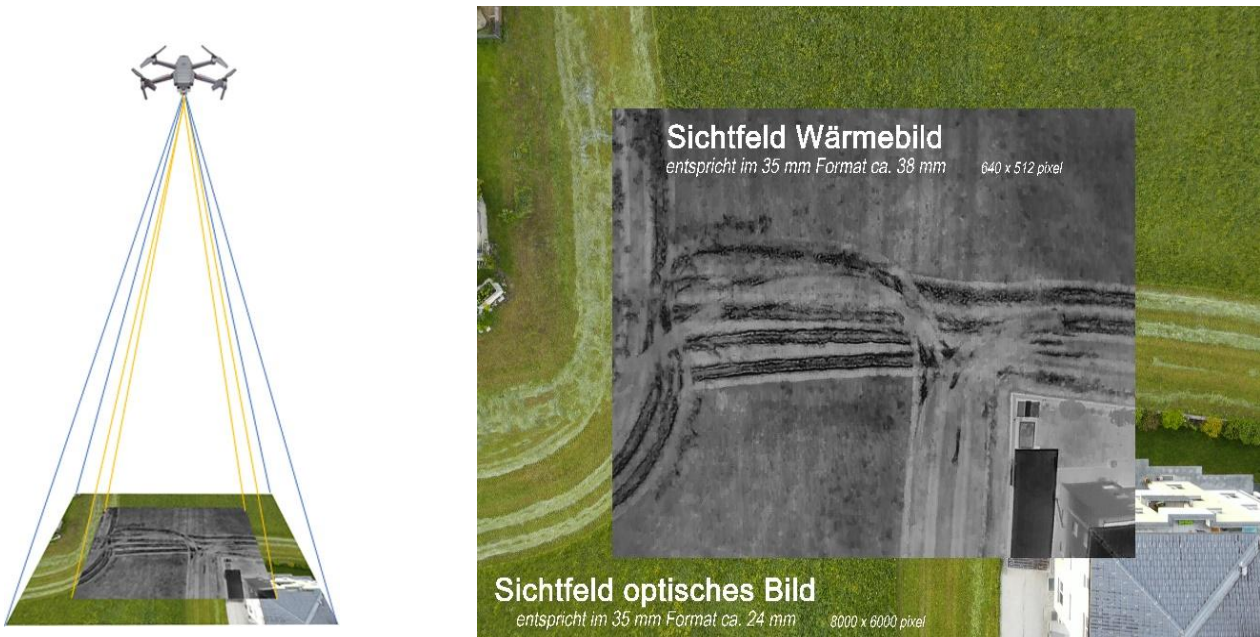 Sichtfeld Wärmebild
entspricht im 35 mm Format ca. 38 mm 640 x 512 pixel
Sichtfeld optisches Bild
entspricht im 35 mm Format ca. 24 mm 8000 x 6000 pixel